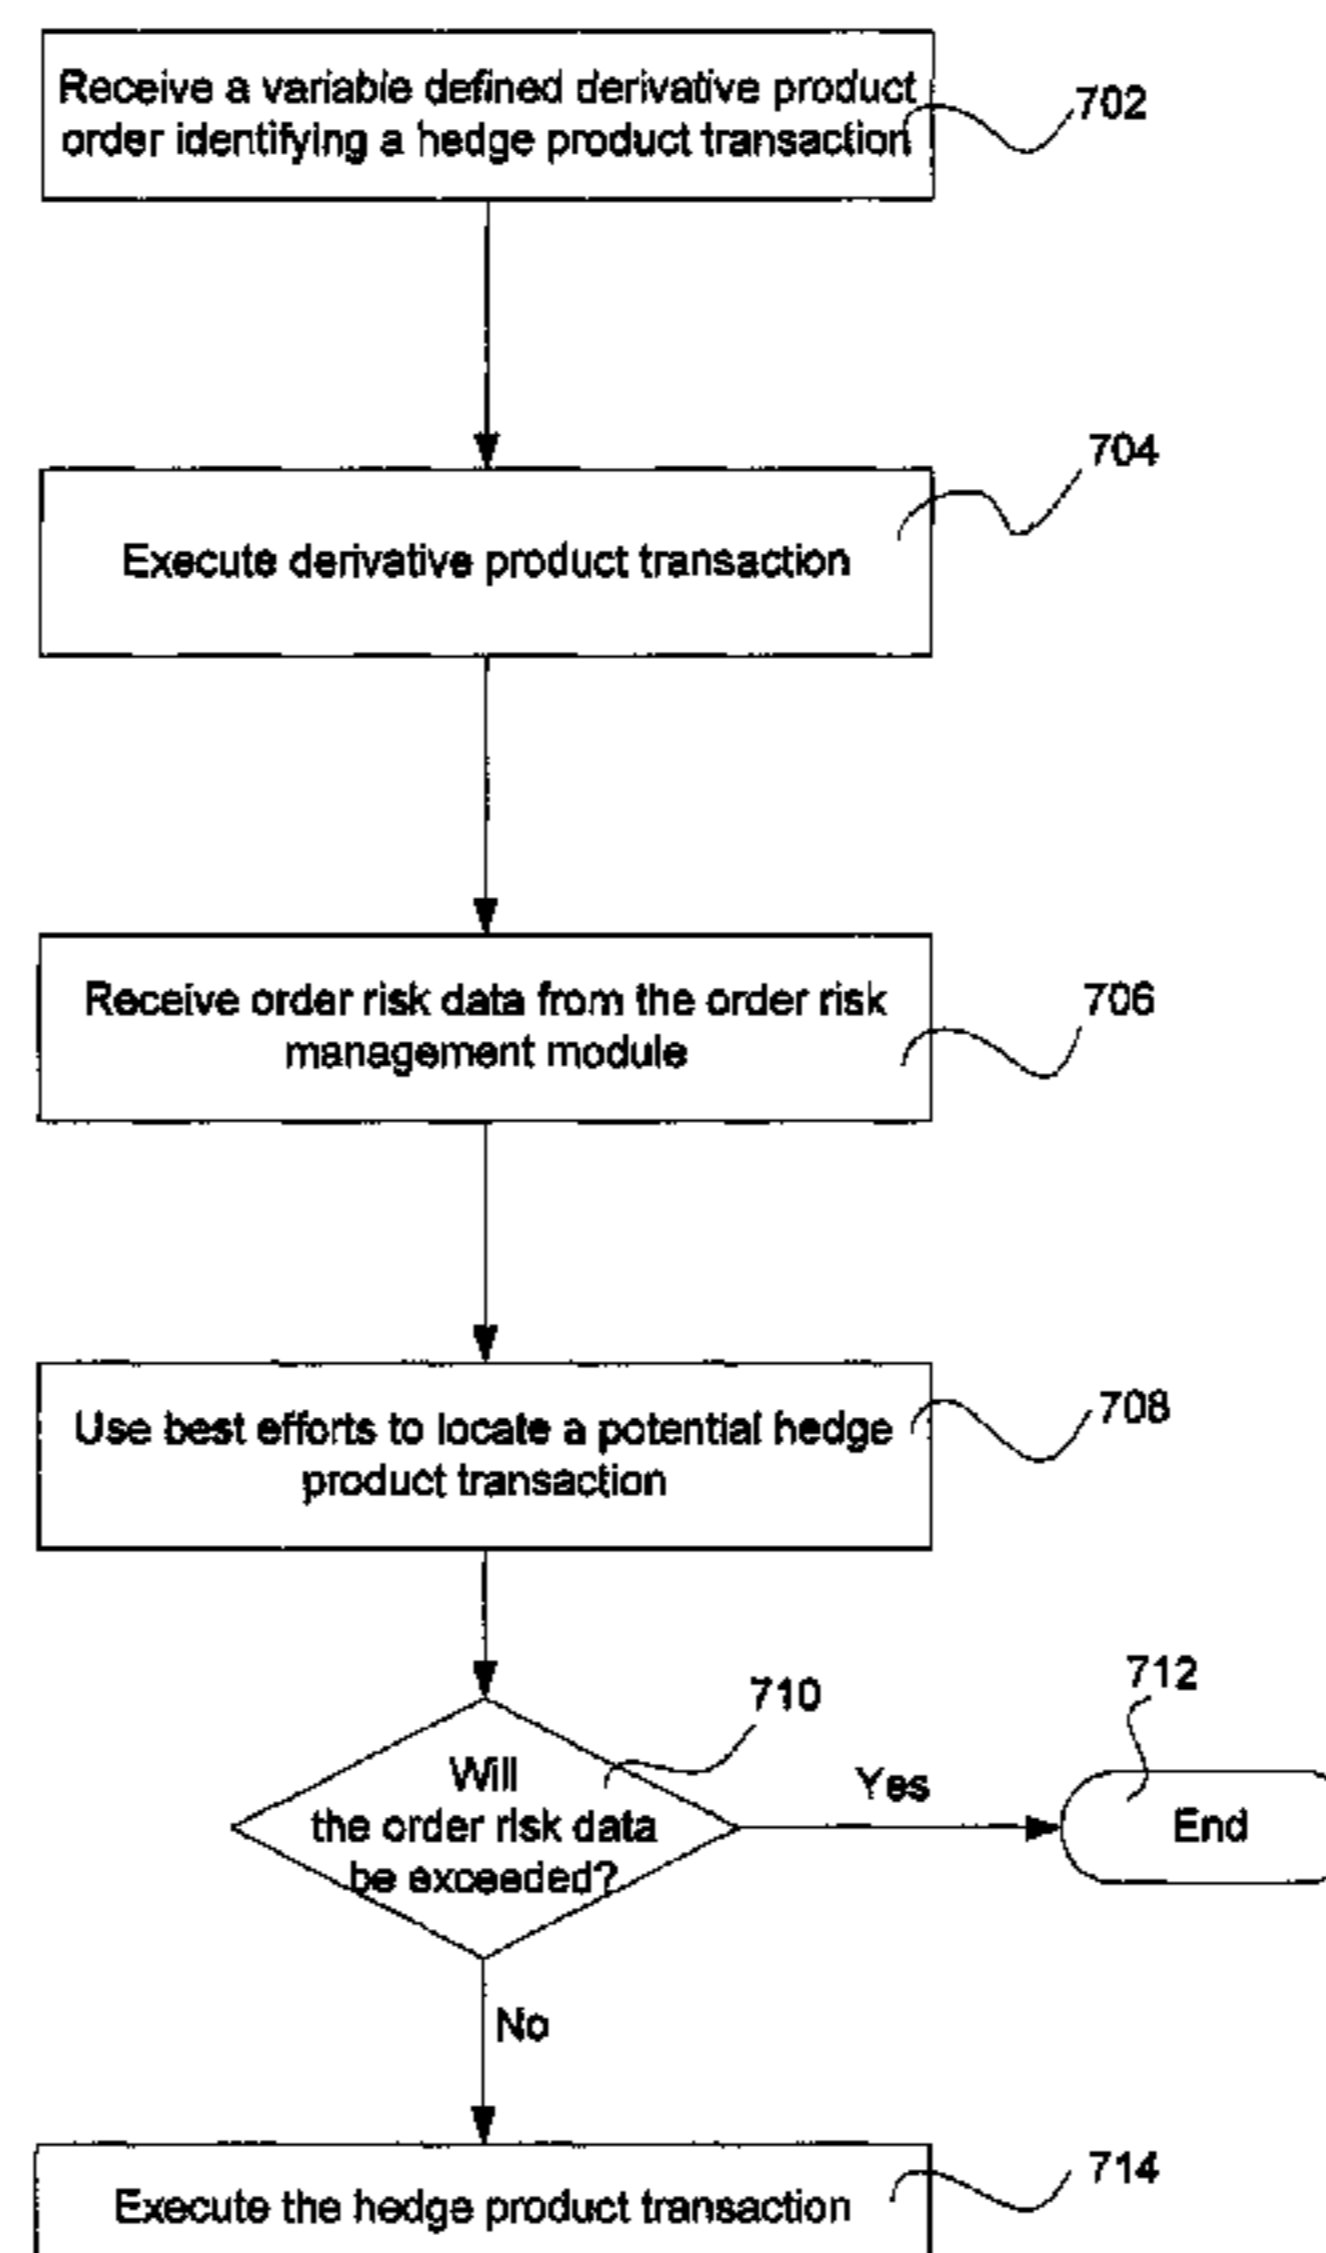 Receive a variable defined derivative product
order identifying a hedge product transaction
702
704
Execute derivative product transaction
Receive order risk data from the order risk
management module
706
Use best efforts to locate a potential hedge
product transaction
708
710
712
Will
the order risk data
be exceeded?
Yes
End
No
Execute the hedge product transaction
714